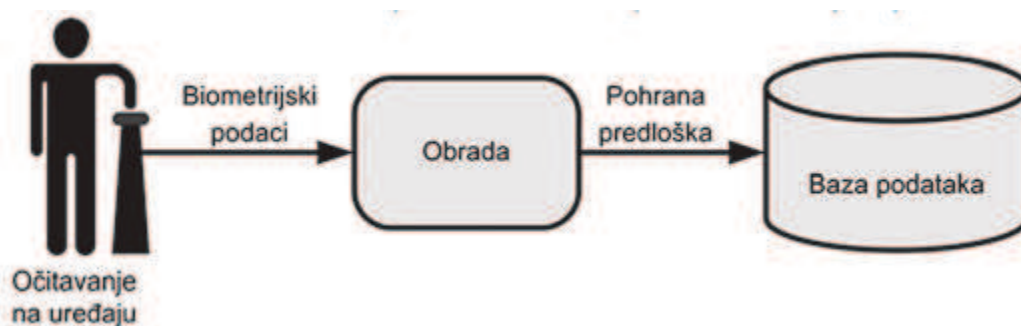 Biometrijski
podaci
Obrada
Pohrana
predloška
Baza podataka
Očitavanje
na uređaju